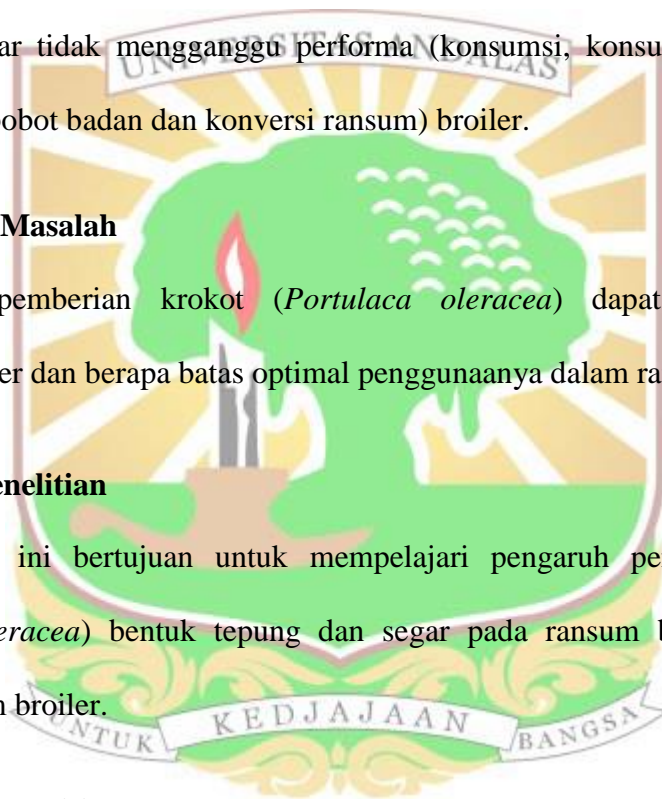 ar tidak mengganggu performa (konsumsi, konsu
UNIVERSITAS ANDALAS
bobot badan dan konversi ransum) broiler.
Masalah
pemberian krokot (Portulaca oleracea) dapat
er dan berapa batas optimal penggunaanya dalam ra
enelitian
ini bertujuan untuk mempelajari pengaruh pe
eracea) bentuk tepung dan segar pada ransum b
n broiler.
UNTUK KEDJAJAAN BANGSA